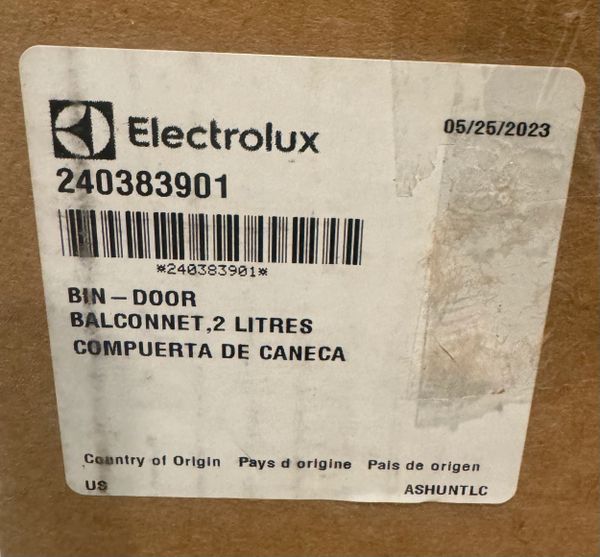 Electrolux
05/25/2023
240383901
*240383901*
BIN-DOOR
BALCONNET,2 LITRES
COMPUERTA DE CANECA
Country of Origin Pays d origine Pais de origen
US ASHUNTLC